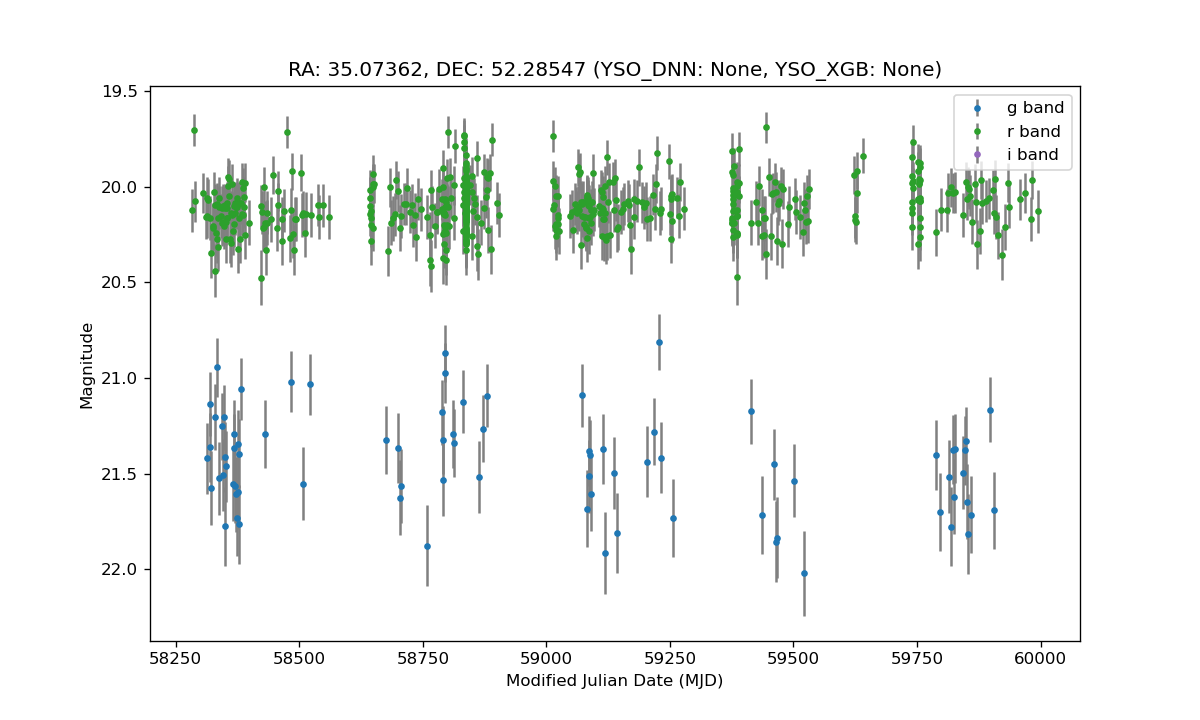 RA: 35.07362, DEC: 52.28547 (YSO_DNN: None, YSO_XGB: None)
g band
r band
i band
Magnitude
19.5
20.0
20.5
21.0
21.5
22.0
58250 58500 58750 59000 59250 59500 59750 60000
Modified Julian Date (MJD)